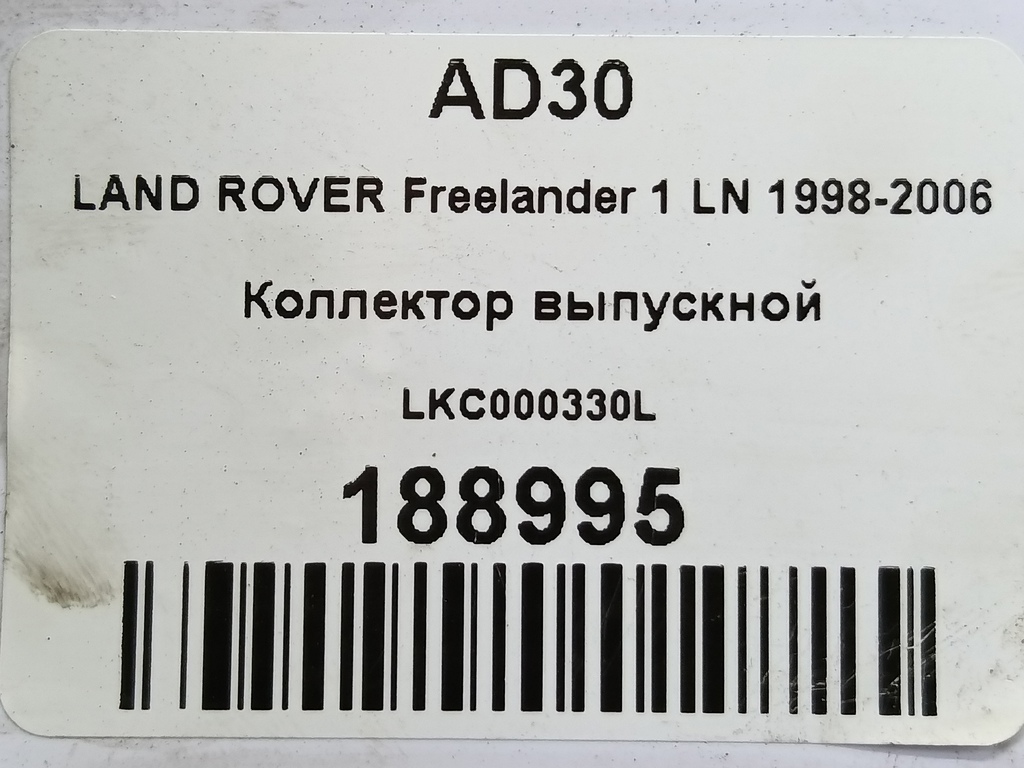 AD30
LAND ROVER Freelander 1 LN 1998-2006
Коллектор выпускной
LKC000330L
188995